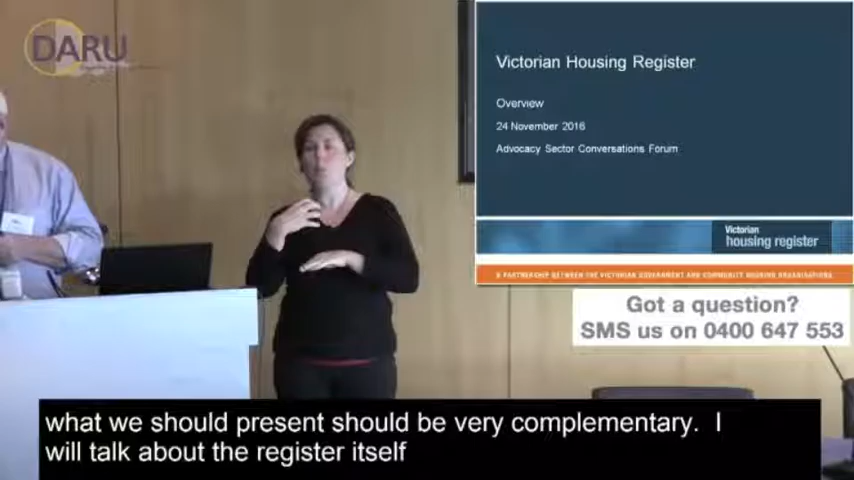 DARU
Victorian Housing Register
Overview
24 November 2016
Advocacy Sector Conversations Forum
Victorian
housing register
A PARTNERSHIP BETWEEN THE VICTORIAN GOVERNMENT AND COMMUNITY HOUSING ORGANISATIONS
Got a question?
SMS us on 0400 647 553
what we should present should be very complementary.  I
will talk about the register itself